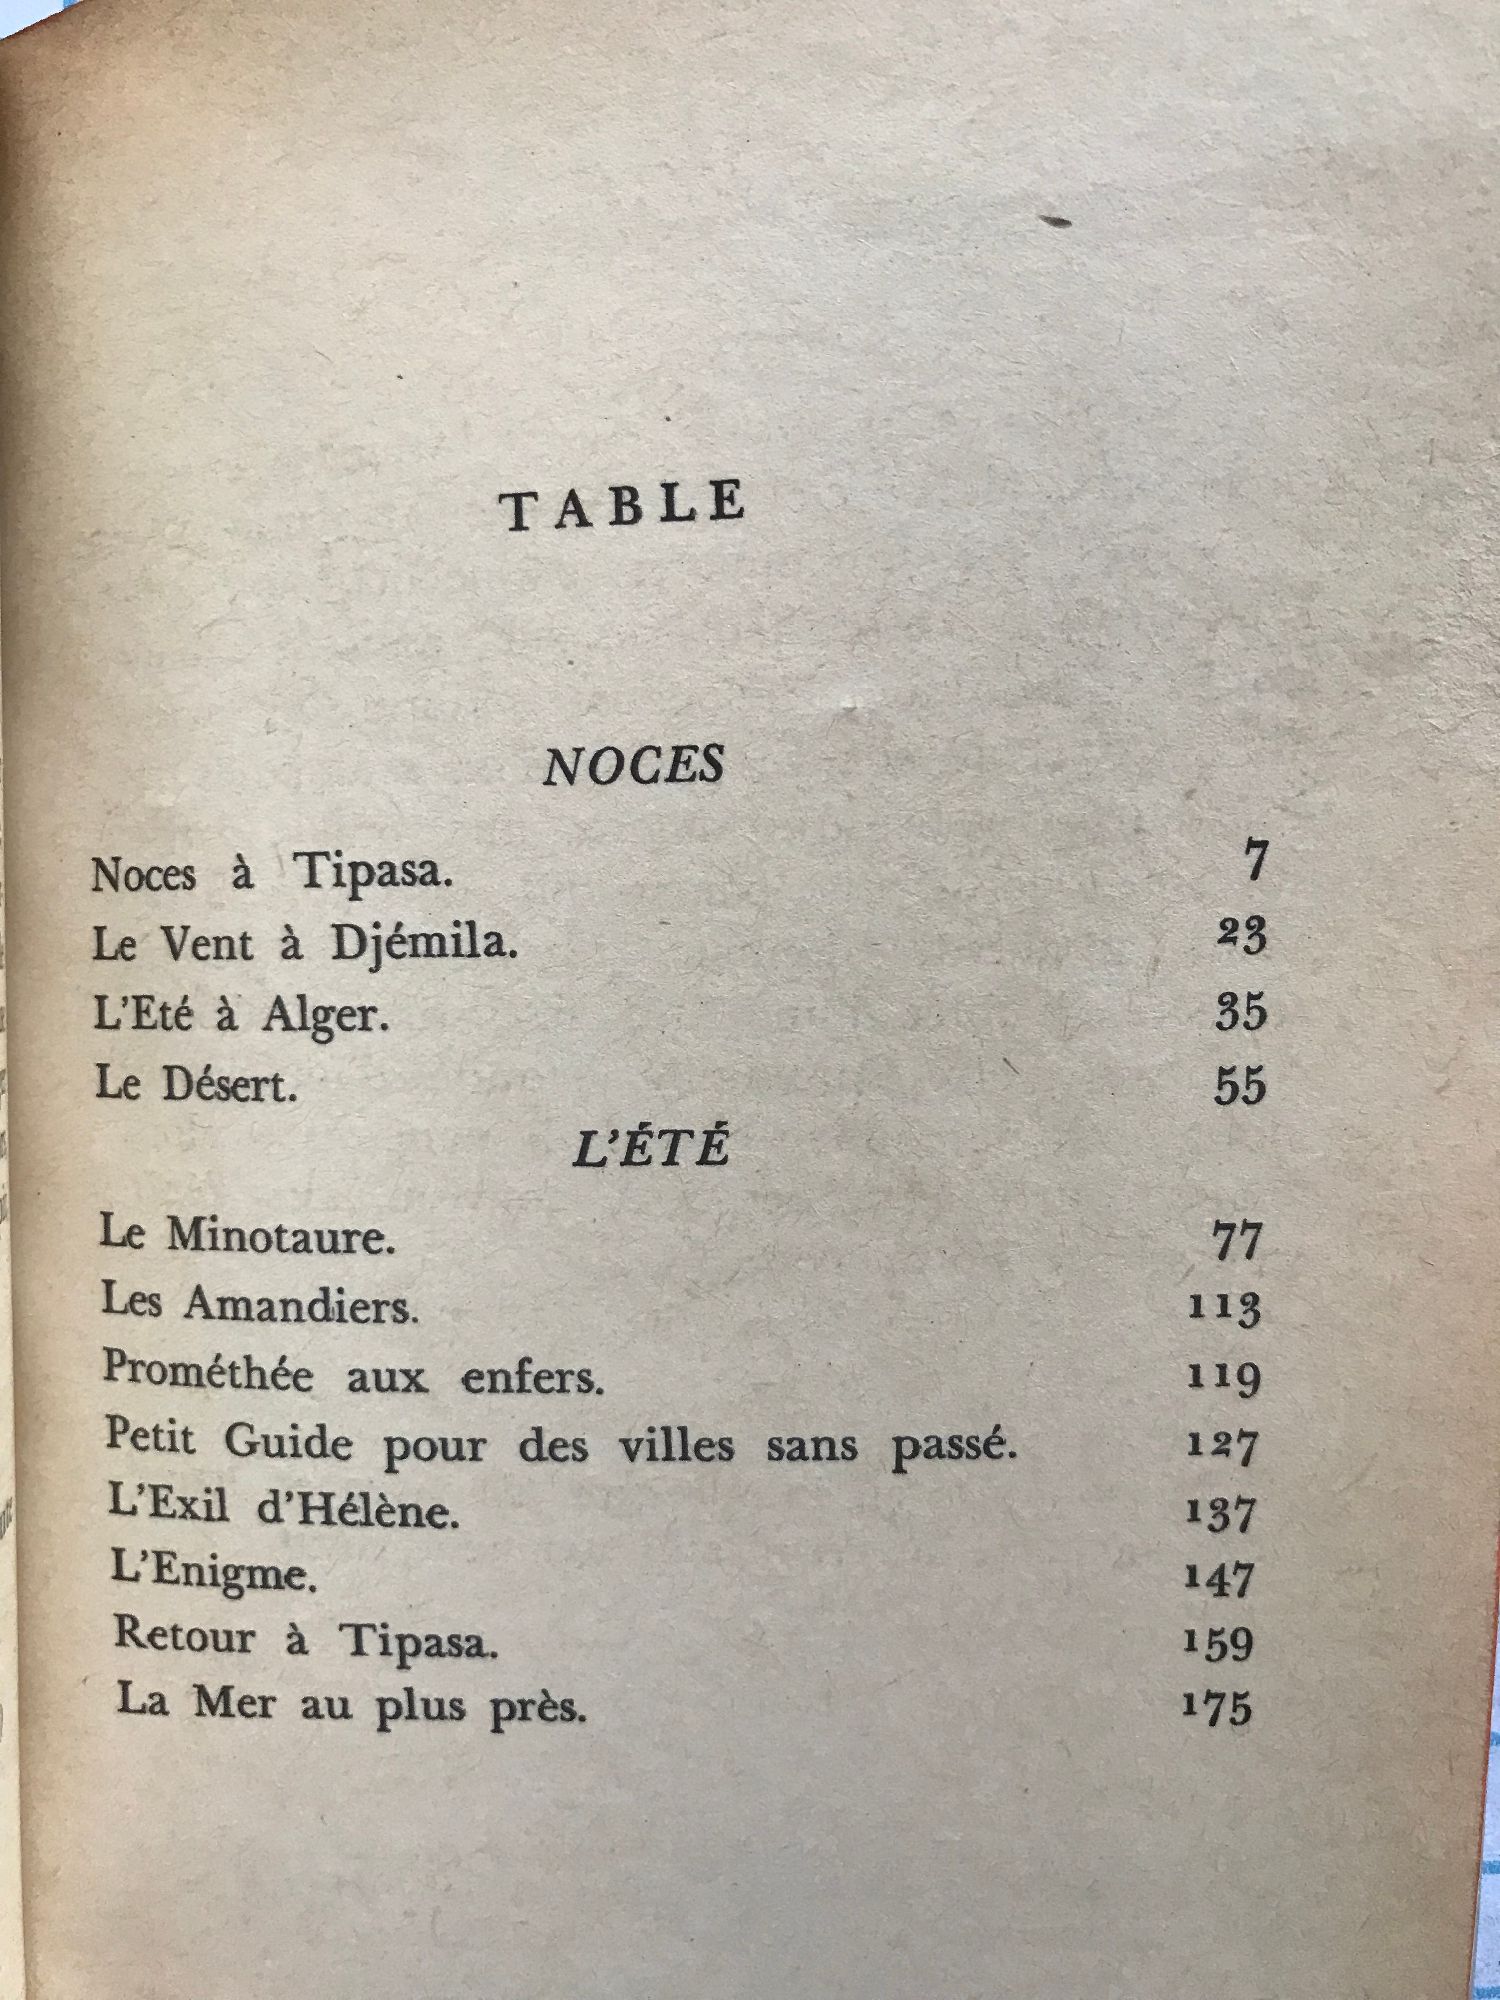 TABLE
NOCES
Noces à Tipasa. 7
Le Vent à Djémila. 23
L'Eté à Alger. 35
Le Désert. 55
L'ÉTÉ
Le Minotaure. 77
Les Amandiers. 113
Prométhée aux enfers. 119
Petit Guide pour des villes sans passé. 127
L'Exil d'Hélène. 137
L'Enigme. 147
Retour à Tipasa. 159
La Mer au plus près. 175